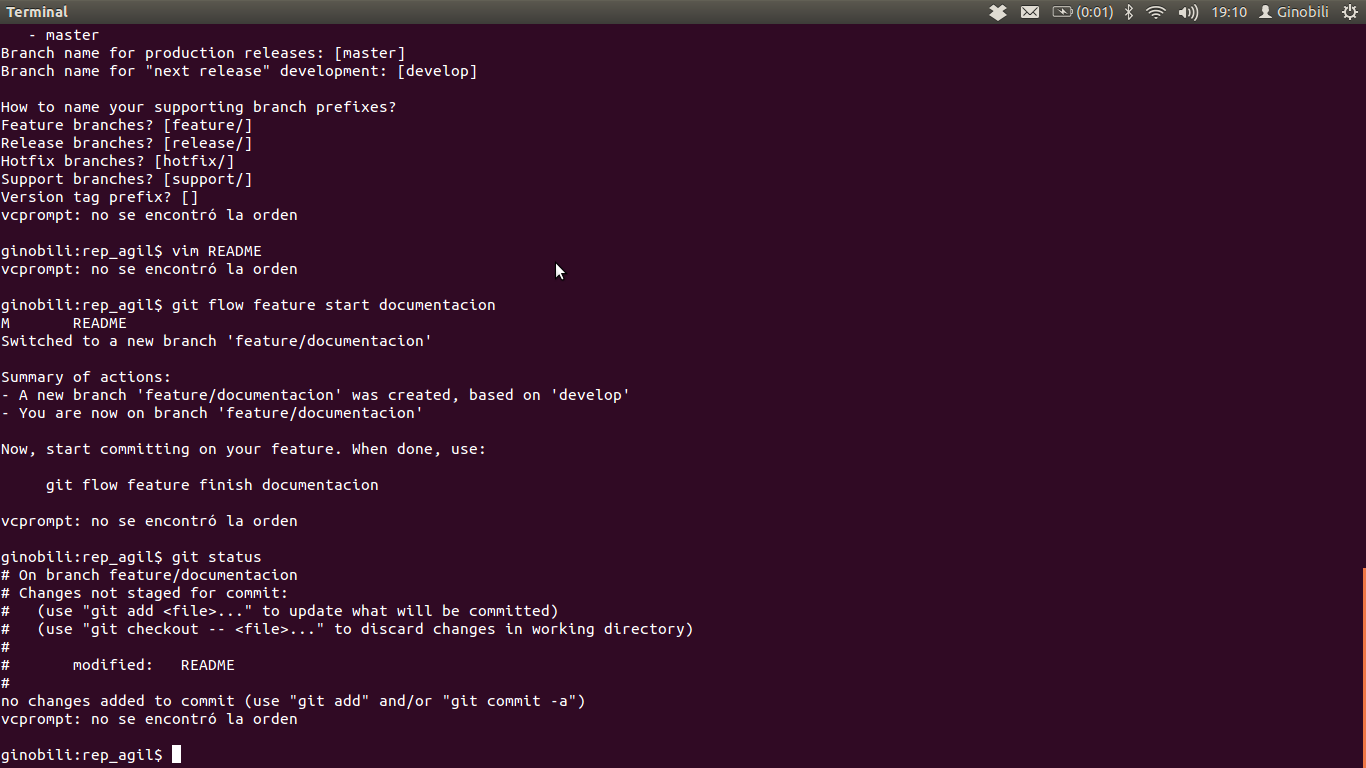 Terminal (0:01) 19:10 Ginobili
- master
Branch name for production releases: [master]
Branch name for "next release" development: [develop]
How to name your supporting branch prefixes?
Feature branches? [feature/]
Release branches? [release/]
Hotfix branches? [hotfix/]
Support branches? [support/]
Version tag prefix? []
vcprompt: no se encontró la orden
ginobili:rep_agil$ vim README
vcprompt: no se encontró la orden
ginobili:rep_agil$ git flow feature start documentacion
M       README
Switched to a new branch 'feature/documentacion'
Summary of actions:
- A new branch 'feature/documentacion' was created, based on 'develop'
- You are now on branch 'feature/documentacion'
Now, start committing on your feature. When done, use:
git flow feature finish documentacion
vcprompt: no se encontró la orden
ginobili:rep_agil$ git status
# On branch feature/documentacion
# Changes not staged for commit:
#   (use "git add <file>..." to update what will be committed)
#   (use "git checkout -- <file>..." to discard changes in working directory)
#
#       modified:   README
#
no changes added to commit (use "git add" and/or "git commit -a")
vcprompt: no se encontró la orden
ginobili:rep_agil$